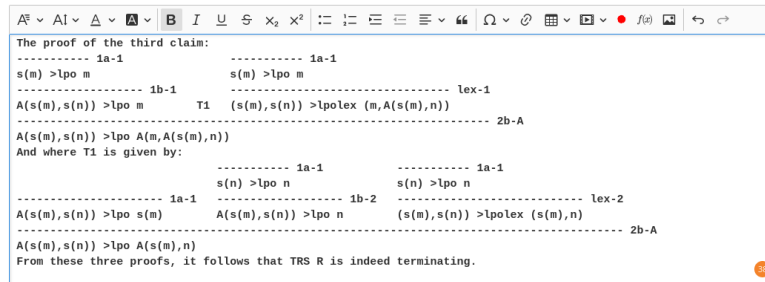 The proof of the third claim:
----------- 1a-1                ----------- 1a-1
s(m) >lpo m                     s(m) >lpo m
------------------- 1b-1        --------------------------------- lex-1
A(s(m),s(n)) >lpo m        T1   (s(m),s(n)) >lpolex (m,A(s(m),n))
----------------------------------------------------------------------- 2b-A
A(s(m),s(n)) >lpo A(m,A(s(m),n))
And where T1 is given by:
                              ----------- 1a-1           ----------- 1a-1
                              s(n) >lpo n                s(n) >lpo n
---------------------- 1a-1   ------------------- 1b-2   ---------------------------- lex-2
A(s(m),s(n)) >lpo s(m)        A(s(m),s(n)) >lpo n        (s(m),s(n)) >lpolex (s(m),n)
------------------------------------------------------------------------------------------- 2b-A
A(s(m),s(n)) >lpo A(s(m),n)
From these three proofs, it follows that TRS R is indeed terminating.